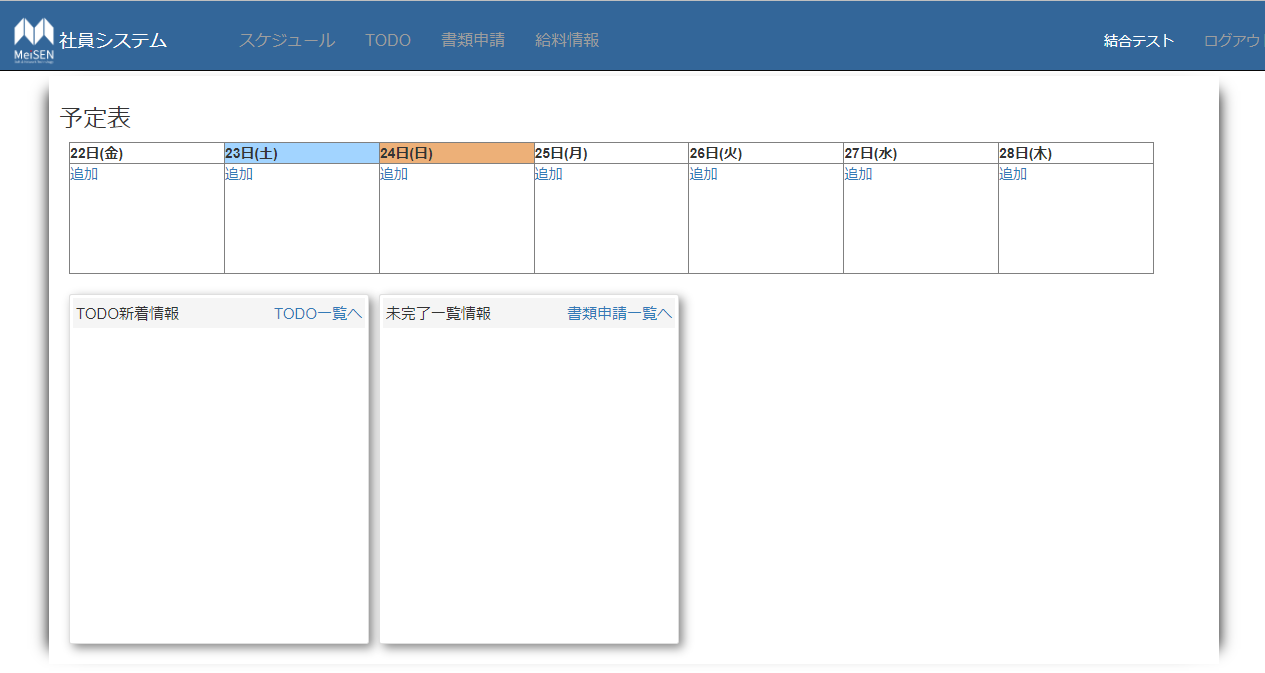 MeiSEN
社員システム スケジュール TODO 書類申請 給料情報 結合テスト ログアウ
予定表
22日(金) 23日(土) 24日(日) 25日(月) 26日(火) 27日(水) 28日(木)
追加 追加 追加 追加 追加 追加 追加
TODO新着情報 TODO一覧へ 未完了一覧情報 書類申請一覧へ